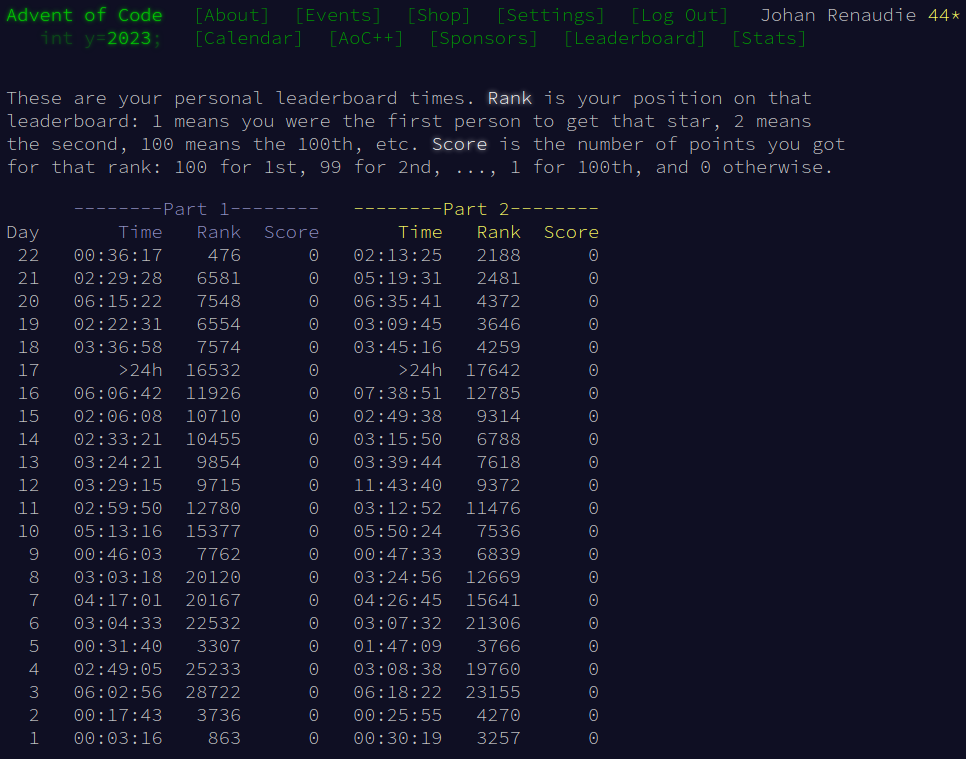 Advent of Code [About] [Events] [Shop] [Settings] [Log Out] Johan Renaudie 44*
int y=2023; [Calendar] [AoC++] [Sponsors] [Leaderboard] [Stats]
These are your personal leaderboard times. Rank is your position on that
leaderboard: 1 means you were the first person to get that star, 2 means
the second, 100 means the 100th, etc. Score is the number of points you got
for that rank: 100 for 1st, 99 for 2nd, ..., 1 for 100th, and 0 otherwise.
--------Part 1-------- --------Part 2--------
Day Time Rank Score Time Rank Score
22 00:36:17 476 0 02:13:25 2188 0
21 02:29:28 6581 0 05:19:31 2481 0
20 06:15:22 7548 0 06:35:41 4372 0
19 02:22:31 6554 0 03:09:45 3646 0
18 03:36:58 7574 0 03:45:16 4259 0
17 >24h 16532 0 >24h 17642 0
16 06:06:42 11926 0 07:38:51 12785 0
15 02:06:08 10710 0 02:49:38 9314 0
14 02:33:21 10455 0 03:15:50 6788 0
13 03:24:21 9854 0 03:39:44 7618 0
12 03:29:15 9715 0 11:43:40 9372 0
11 02:59:50 12780 0 03:12:52 11476 0
10 05:13:16 15377 0 05:50:24 7536 0
9 00:46:03 7762 0 00:47:33 6839 0
8 03:03:18 20120 0 03:24:56 12669 0
7 04:17:01 20167 0 04:26:45 15641 0
6 03:04:33 22532 0 03:07:32 21306 0
5 00:31:40 3307 0 01:47:09 3766 0
4 02:49:05 25233 0 03:08:38 19760 0
3 06:02:56 28722 0 06:18:22 23155 0
2 00:17:43 3736 0 00:25:55 4270 0
1 00:03:16 863 0 00:30:19 3257 0